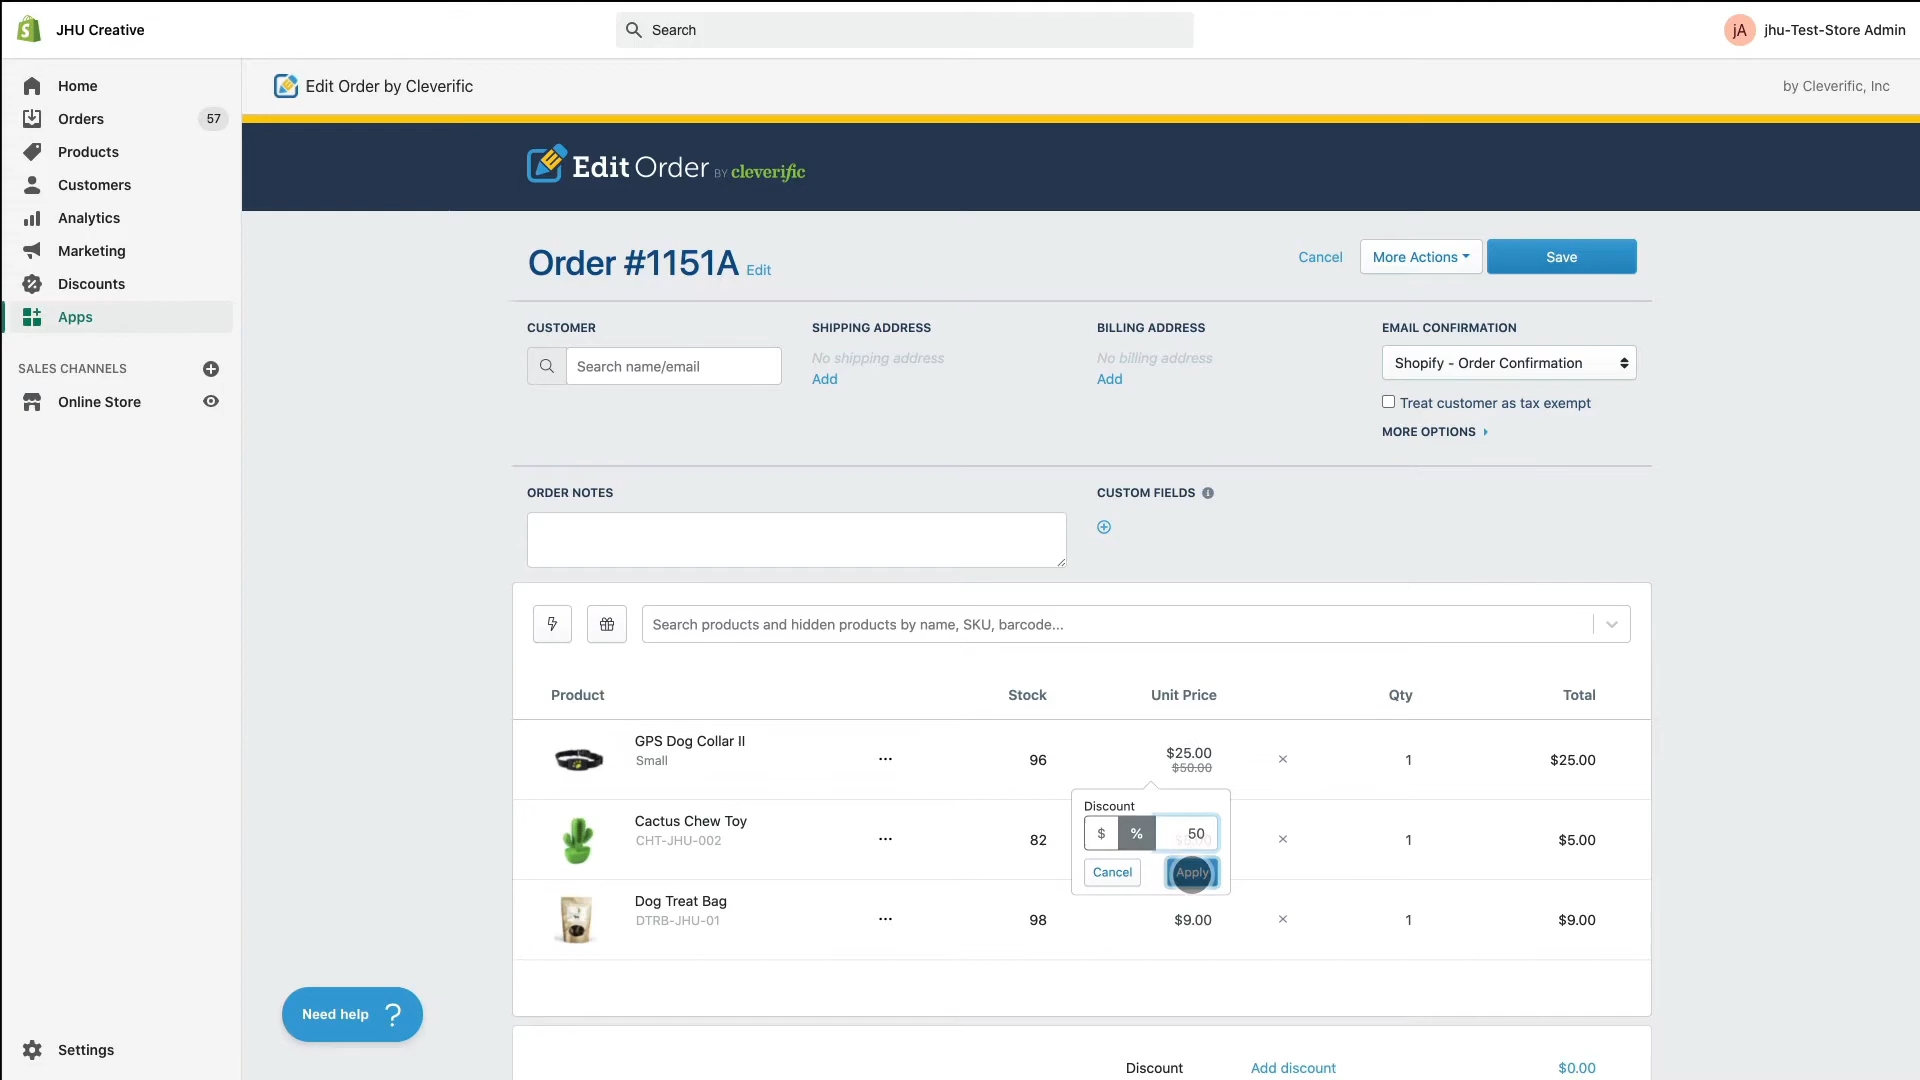 JHU Creative
Search
jA jhu-Test-Store Admin
Home
Orders 57
Products
Customers
Analytics
Marketing
Discounts
Apps
SALES CHANNELS
Online Store
Settings
Edit Order by Cleverific
by Cleverific, Inc
Edit Order BY cleverific
Order #1151A Edit
Cancel More Actions Save
CUSTOMER
Search name/email
SHIPPING ADDRESS
No shipping address
Add
BILLING ADDRESS
No billing address
Add
EMAIL CONFIRMATION
Shopify - Order Confirmation
Treat customer as tax exempt
MORE OPTIONS
ORDER NOTES
CUSTOM FIELDS
Search products and hidden products by name, SKU, barcode...
Product Stock Unit Price Qty Total
GPS Dog Collar II
Small
··· 96 $25.00 × 1 $25.00
$50.00
Discount
$ % 50
Cancel Apply
Cactus Chew Toy
CHT-JHU-002
··· 82 $5.00 × 1 $5.00
Dog Treat Bag
DTRB-JHU-01
··· 98 $9.00 × 1 $9.00
Need help ?
Discount Add discount $0.00